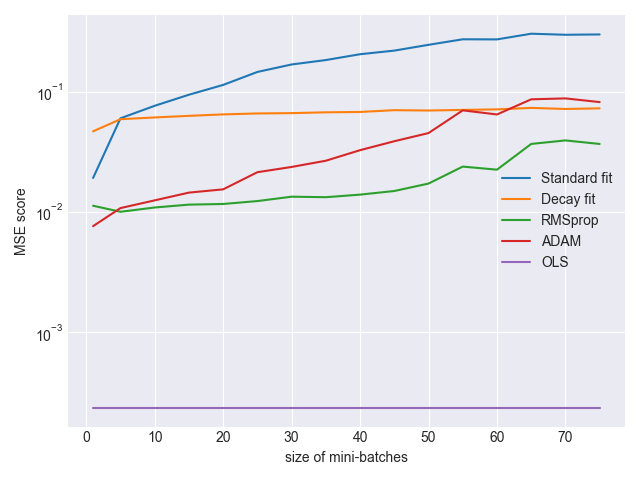 MSE score
10⁻¹
10⁻²
10⁻³
Standard fit
Decay fit
RMSprop
ADAM
OLS
0 10 20 30 40 50 60 70
size of mini-batches